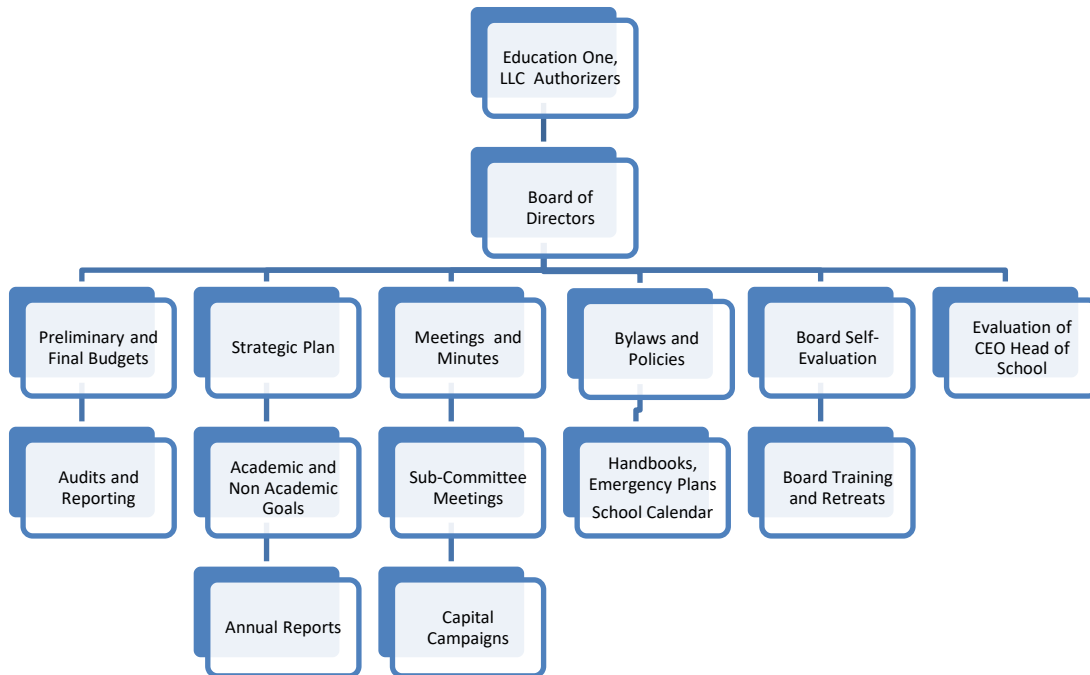 Education One,
LLC Authorizers
Board of
Directors
Preliminary and
Final Budgets
Strategic Plan
Meetings and
Minutes
Bylaws and
Policies
Board Self-
Evaluation
Evaluation of
CEO Head of
School
Audits and
Reporting
Academic and
Non Academic
Goals
Sub-Committee
Meetings
Handbooks,
Emergency Plans
School Calendar
Board Training
and Retreats
Annual Reports
Capital
Campaigns